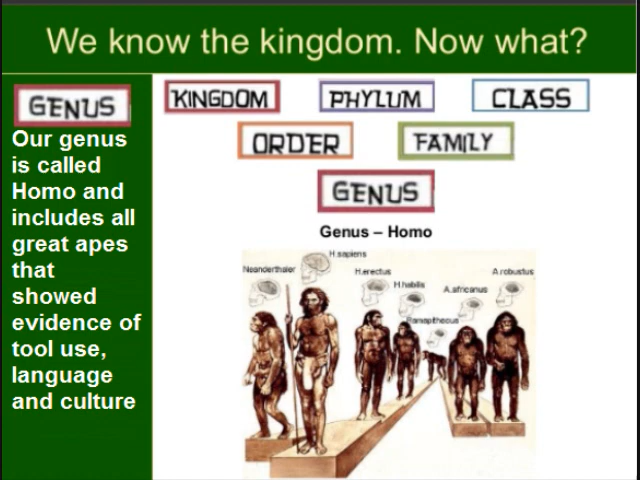 We know the kingdom. Now what?
GENUS
Our genus
is called
Homo and
includes all
great apes
that
showed
evidence of
tool use,
language
and culture
KINGDOM PHYLUM CLASS
ORDER FAMILY
GENUS
Genus – Homo
H.sapiens
Neanderthaler
H.erectus
A.robustus
H.habilis
A.africanus
Ramapithecus